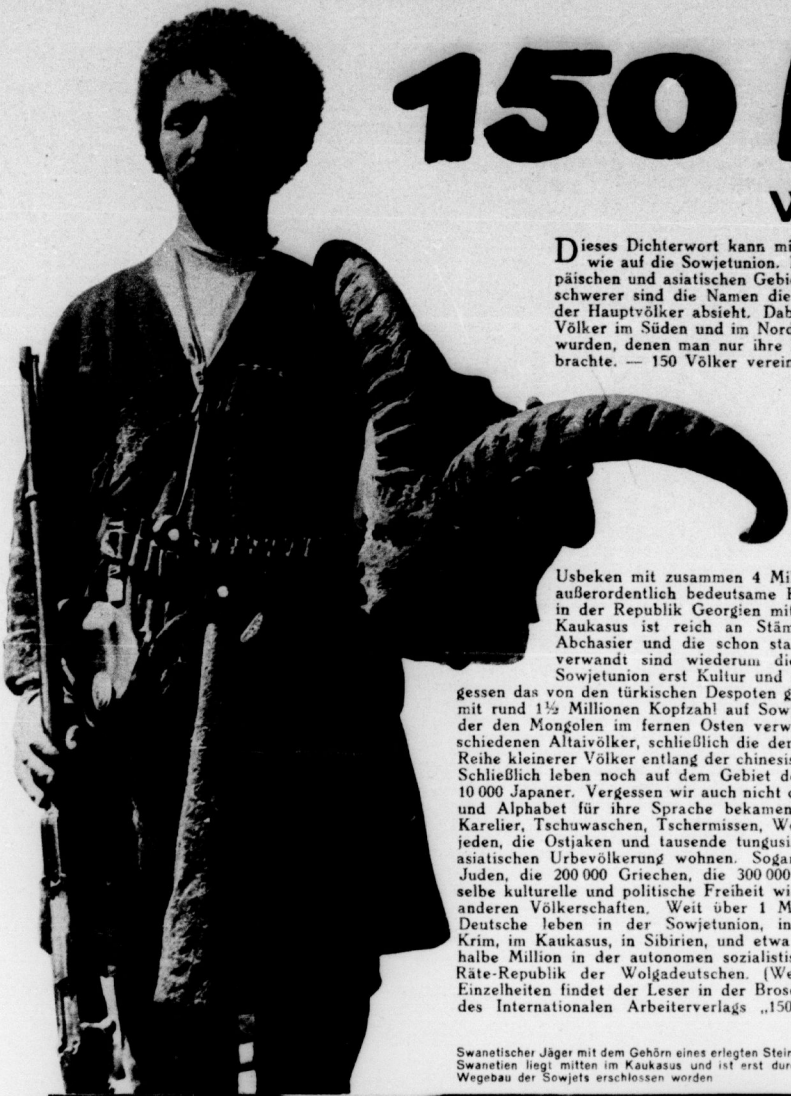 150
Dieses Dichterwort kann mi
wie auf die Sowjetunion.
päischen und asiatischen Gebie
schwerer sind die Namen die
der Hauptvölker absieht. Dab
Völker im Süden und im Nord
wurden, denen man nur ihre
brachte. — 150 Völker verein
Usbeken mit zusammen 4 Mi
außerordentlich bedeutsame
in der Republik Georgien mit
Kaukasus ist reich an Stäm
Abchasier und die schon sta
verwandt sind wiederum die
Sowjetunion erst Kultur und
gessen das von den türkischen Despoten g
mit rund 1½ Millionen Kopfzahl auf Sow
der den Mongolen im fernen Osten verw
schiedenen Altaivölker, schließlich die der
Reihe kleinerer Völker entlang der chinesis
Schließlich leben noch auf dem Gebiet de
10 000 Japaner. Vergessen wir auch nicht
und Alphabet für ihre Sprache bekamen
Karelier, Tschuwaschen, Tschermissen, We
jeden, die Ostjaken und tausende tungusi
asiatischen Urbevölkerung wohnen. Sogar
Juden, die 200 000 Griechen, die 300 000
selbe kulturelle und politische Freiheit wi
anderen Völkerschaften. Weit über 1 M
Deutsche leben in der Sowjetunion, in
Krim, im Kaukasus, in Sibirien, und etwa
halbe Million in der autonomen sozialistis
Räte-Republik der Wolgadeutschen. (We
Einzelheiten findet der Leser in der Bros
des Internationalen Arbeiterverlags „150
Swanetischer Jäger mit dem Gehörn eines erlegten Stein
Swanetien liegt mitten im Kaukasus und ist erst dur
Wegebau der Sowjets erschlossen worden